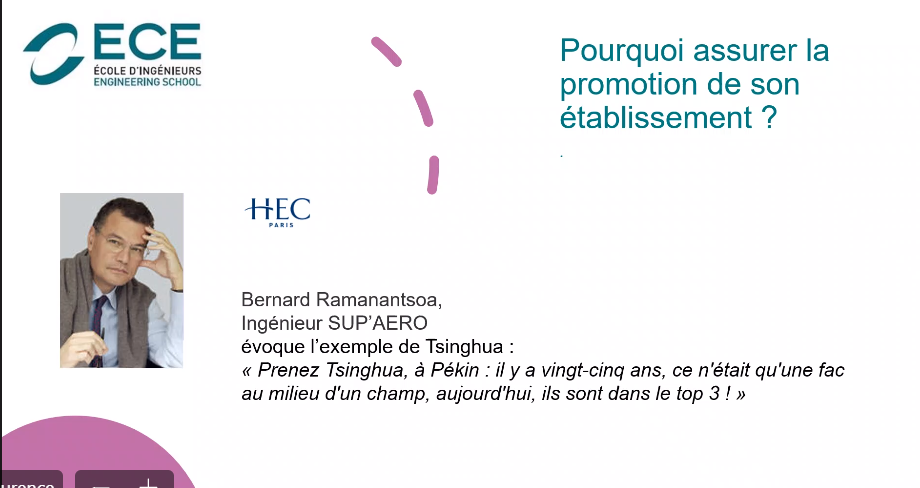 ECE
ÉCOLE D'INGÉNIEURS
ENGINEERING SCHOOL
Pourquoi assurer la
promotion de son
établissement ?
.
HEC
PARIS
Bernard Ramanantsoa,
Ingénieur SUP’AERO
évoque l’exemple de Tsinghua :
« Prenez Tsinghua, à Pékin : il y a vingt-cinq ans, ce n'était qu'une fac
au milieu d'un champ, aujourd'hui, ils sont dans le top 3 ! »